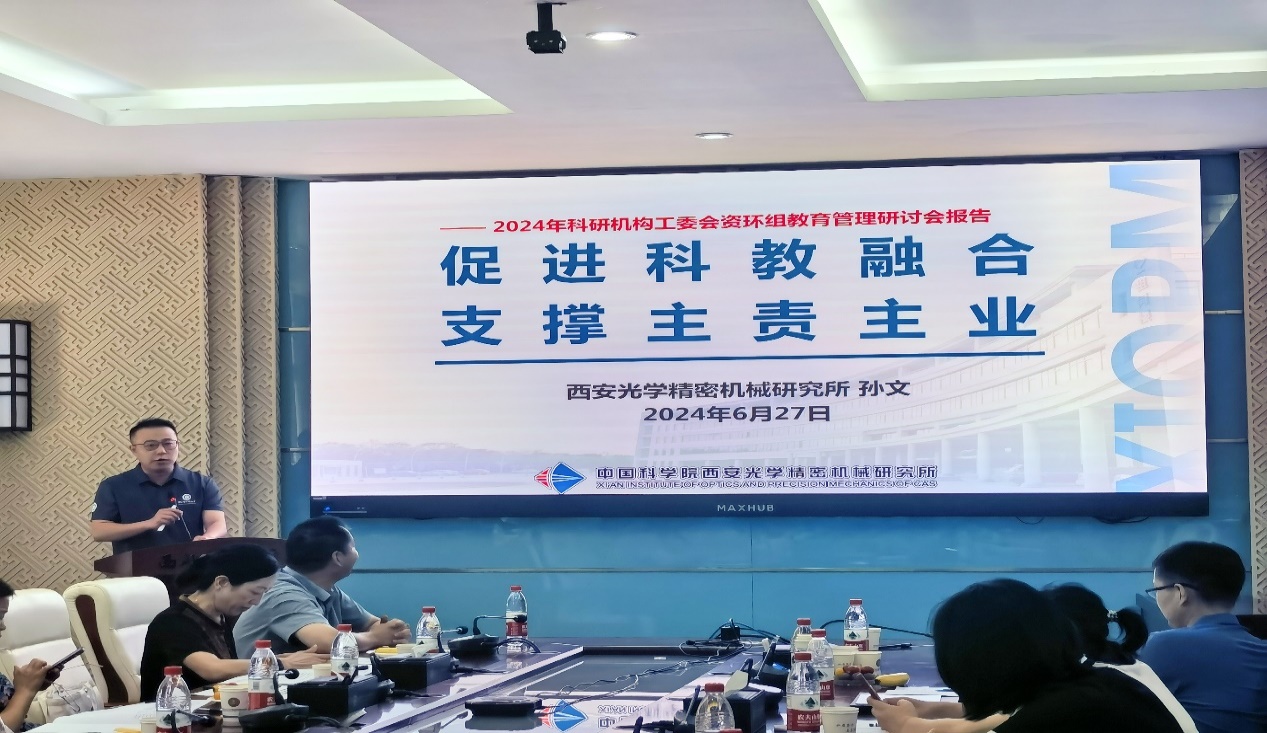 —— 2024年科研机构工委会资环组教育管理研讨会报告
促进科教融合
支撑主责主业
西安光学精密机械研究所 孙文
2024年6月27日
中国科学院西安光学精密机械研究所
XI'AN INSTITUTE OF OPTICS AND PRECISION MECHANICS OF CAS
XIOPM
MAXHUB